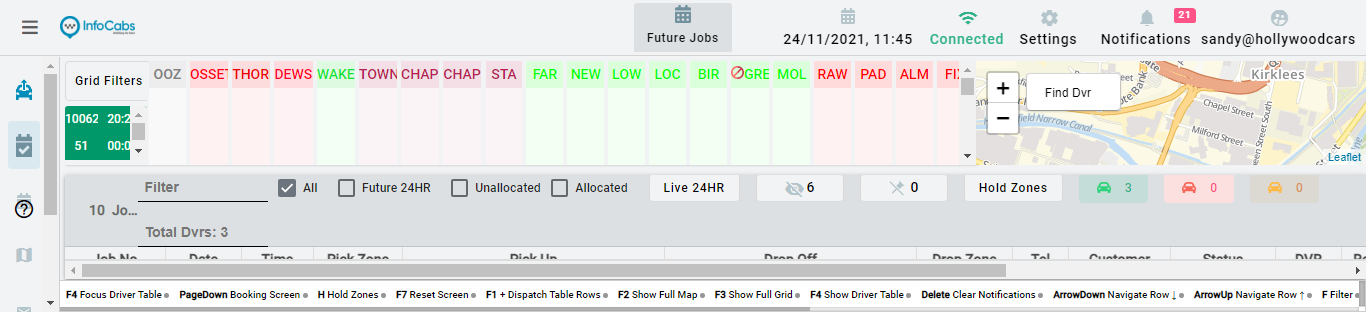 InfoCabs
Future Jobs
24/11/2021, 11:45
Connected
Settings
21
Notifications
sandy@hollywoodcars
Grid Filters
OOZ OSSET THOR DEWS WAKE TOWN CHAP CHAP STA FAR NEW LOW LOC BIR GRE MOL RAW PAD ALM FIX
10062 20:2
51 00:0
+
−
Find Dvr
Kirklees
Chapel Street
Milford Street
field Narrow Canal
ote Bank
Queen Street South
Leaflet
Filter
All Future 24HR Unallocated Allocated Live 24HR 6 0 Hold Zones 3 0 0
10 Jo...
Total Dvrs: 3
Job No Date Time Pick Zone Pick Up Drop Off Drop Zone Tel Customer Status DVR
F4 Focus Driver Table PageDown Booking Screen H Hold Zones F7 Reset Screen F1 + Dispatch Table Rows F2 Show Full Map F3 Show Full Grid F4 Show Driver Table Delete Clear Notifications ArrowDown Navigate Row ↓ ArrowUp Navigate Row ↑ F Filter